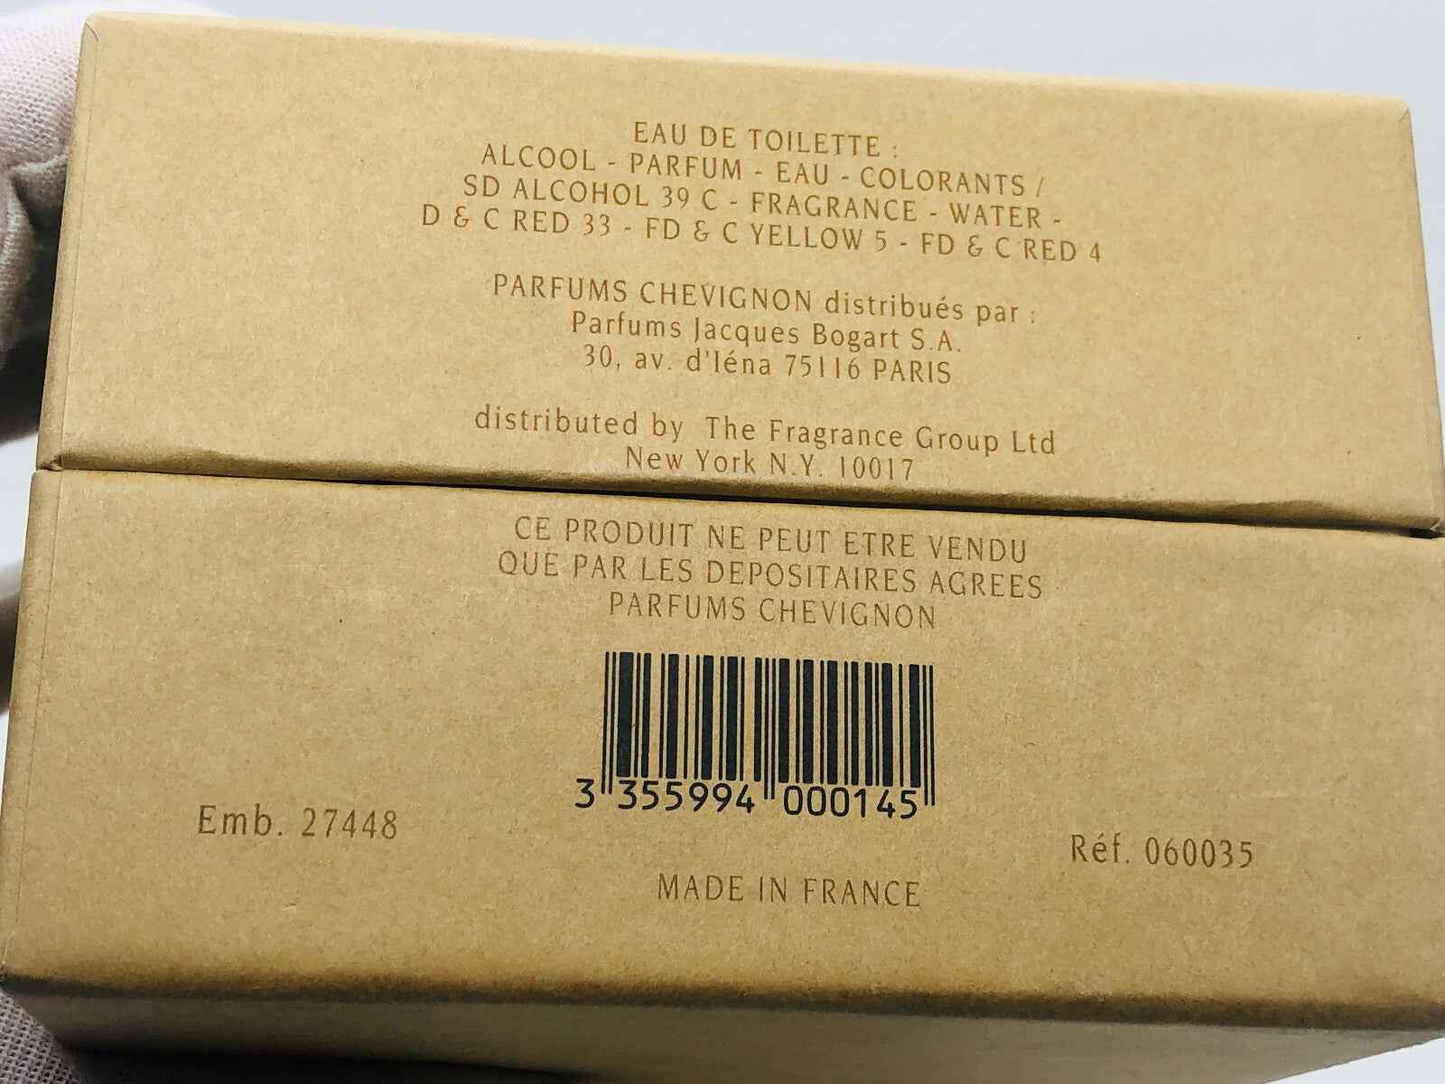 EAU DE TOILETTE :
ALCOOL - PARFUM - EAU - COLORANTS /
SD ALCOHOL 39 C - FRAGRANCE - WATER -
D & C RED 33 - FD & C YELLOW 5 - FD & C RED 4
PARFUMS CHEVIGNON distribués par :
Parfums Jacques Bogart S.A.
30, av. d'Iéna 75116 PARIS
distributed by The Fragrance Group Ltd
New York N.Y. 10017
CE PRODUIT NE PEUT ETRE VENDU
QUE PAR LES DEPOSITAIRES AGREES
PARFUMS CHEVIGNON
3 355994 000145
Emb. 27448
Réf. 060035
MADE IN FRANCE